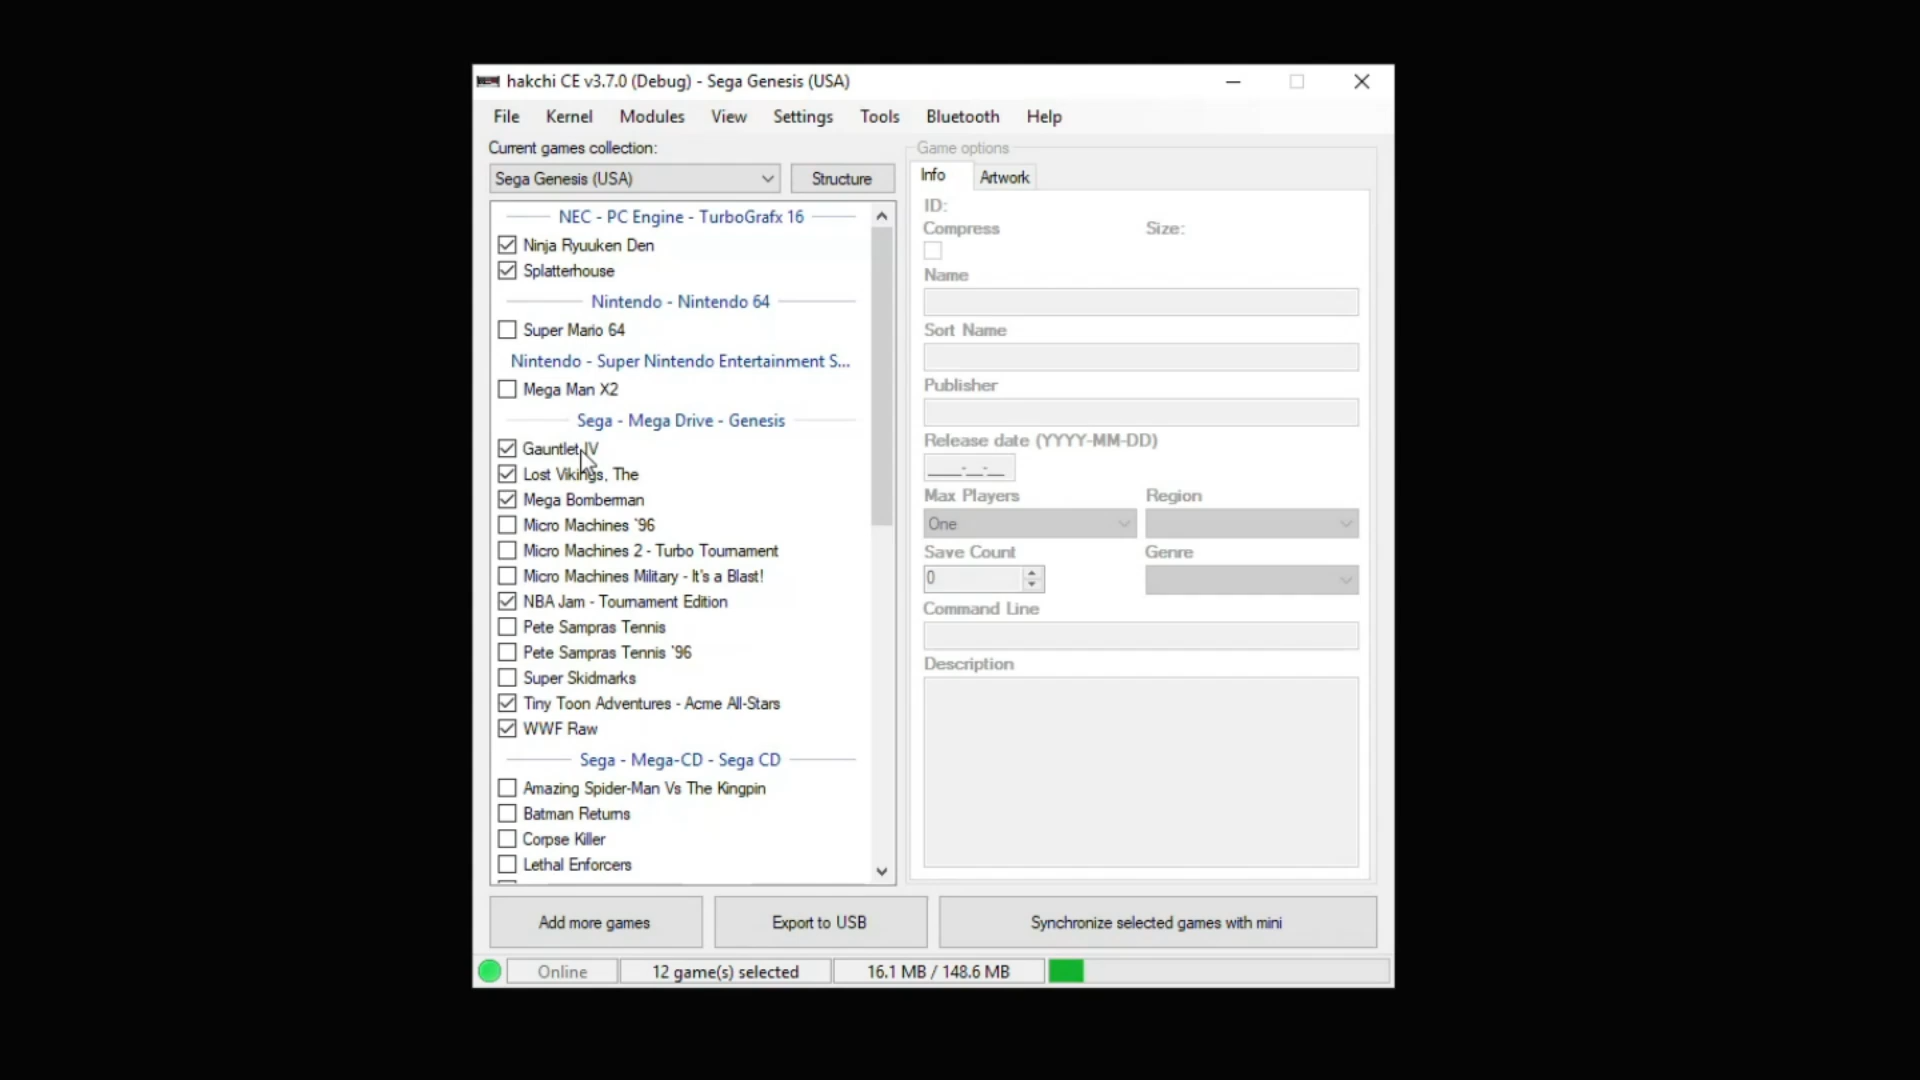 hakchi CE v3.7.0 (Debug) - Sega Genesis (USA)
File Kernel Modules View Settings Tools Bluetooth Help
Current games collection:
Sega Genesis (USA)
Structure
NEC - PC Engine - TurboGrafx 16
Ninja Ryuuken Den
Splatterhouse
Nintendo - Nintendo 64
Super Mario 64
Nintendo - Super Nintendo Entertainment S...
Mega Man X2
Sega - Mega Drive - Genesis
Gauntlet IV
Lost Vikings, The
Mega Bomberman
Micro Machines `96
Micro Machines 2 - Turbo Tournament
Micro Machines Military - It's a Blast!
NBA Jam - Tournament Edition
Pete Sampras Tennis
Pete Sampras Tennis `96
Super Skidmarks
Tiny Toon Adventures - Acme All-Stars
WWF Raw
Sega - Mega-CD - Sega CD
Amazing Spider-Man Vs The Kingpin
Batman Returns
Corpse Killer
Lethal Enforcers
Game options
Info Artwork
ID:
Compress Size:
Name
Sort Name
Publisher
Release date (YYYY-MM-DD)
____-__-__
Max Players Region
One
Save Count Genre
0
Command Line
Description
Add more games
Export to USB
Synchronize selected games with mini
Online
12 game(s) selected
16.1 MB / 148.6 MB